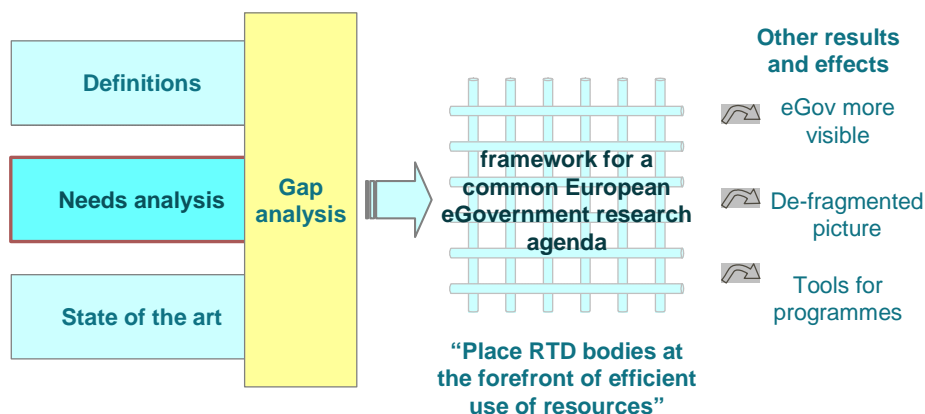 Definitions
Needs analysis
State of the art
Gap
analysis
framework for a
common European
eGovernment research
agenda
“Place RTD bodies at
the forefront of efficient
use of resources”
Other results
and effects
eGov more
visible
De-fragmented
picture
Tools for
programmes